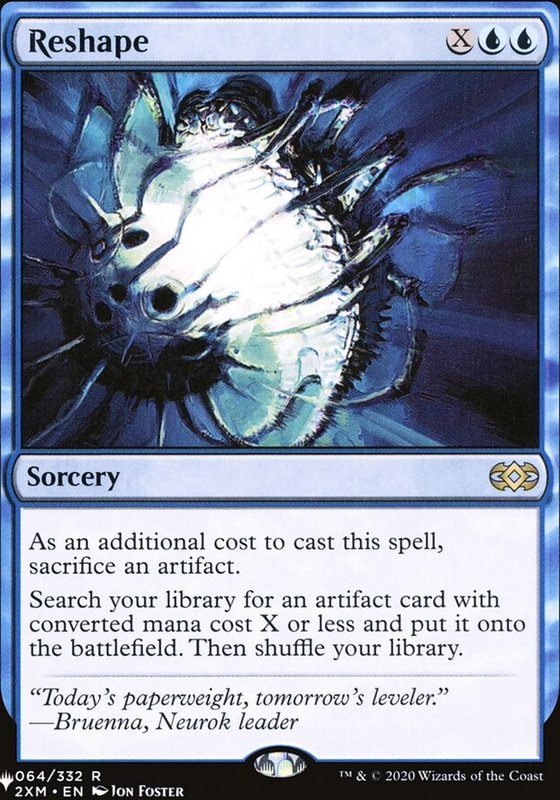 Reshape X
Sorcery
As an additional cost to cast this spell,
sacrifice an artifact.
Search your library for an artifact card with
converted mana cost X or less and put it onto
the battlefield. Then shuffle your library.
“Today’s paperweight, tomorrow’s leveler.”
—Bruenna, Neurok leader
064/332 R
2XM • EN Jon Foster
™ & © 2020 Wizards of the Coast